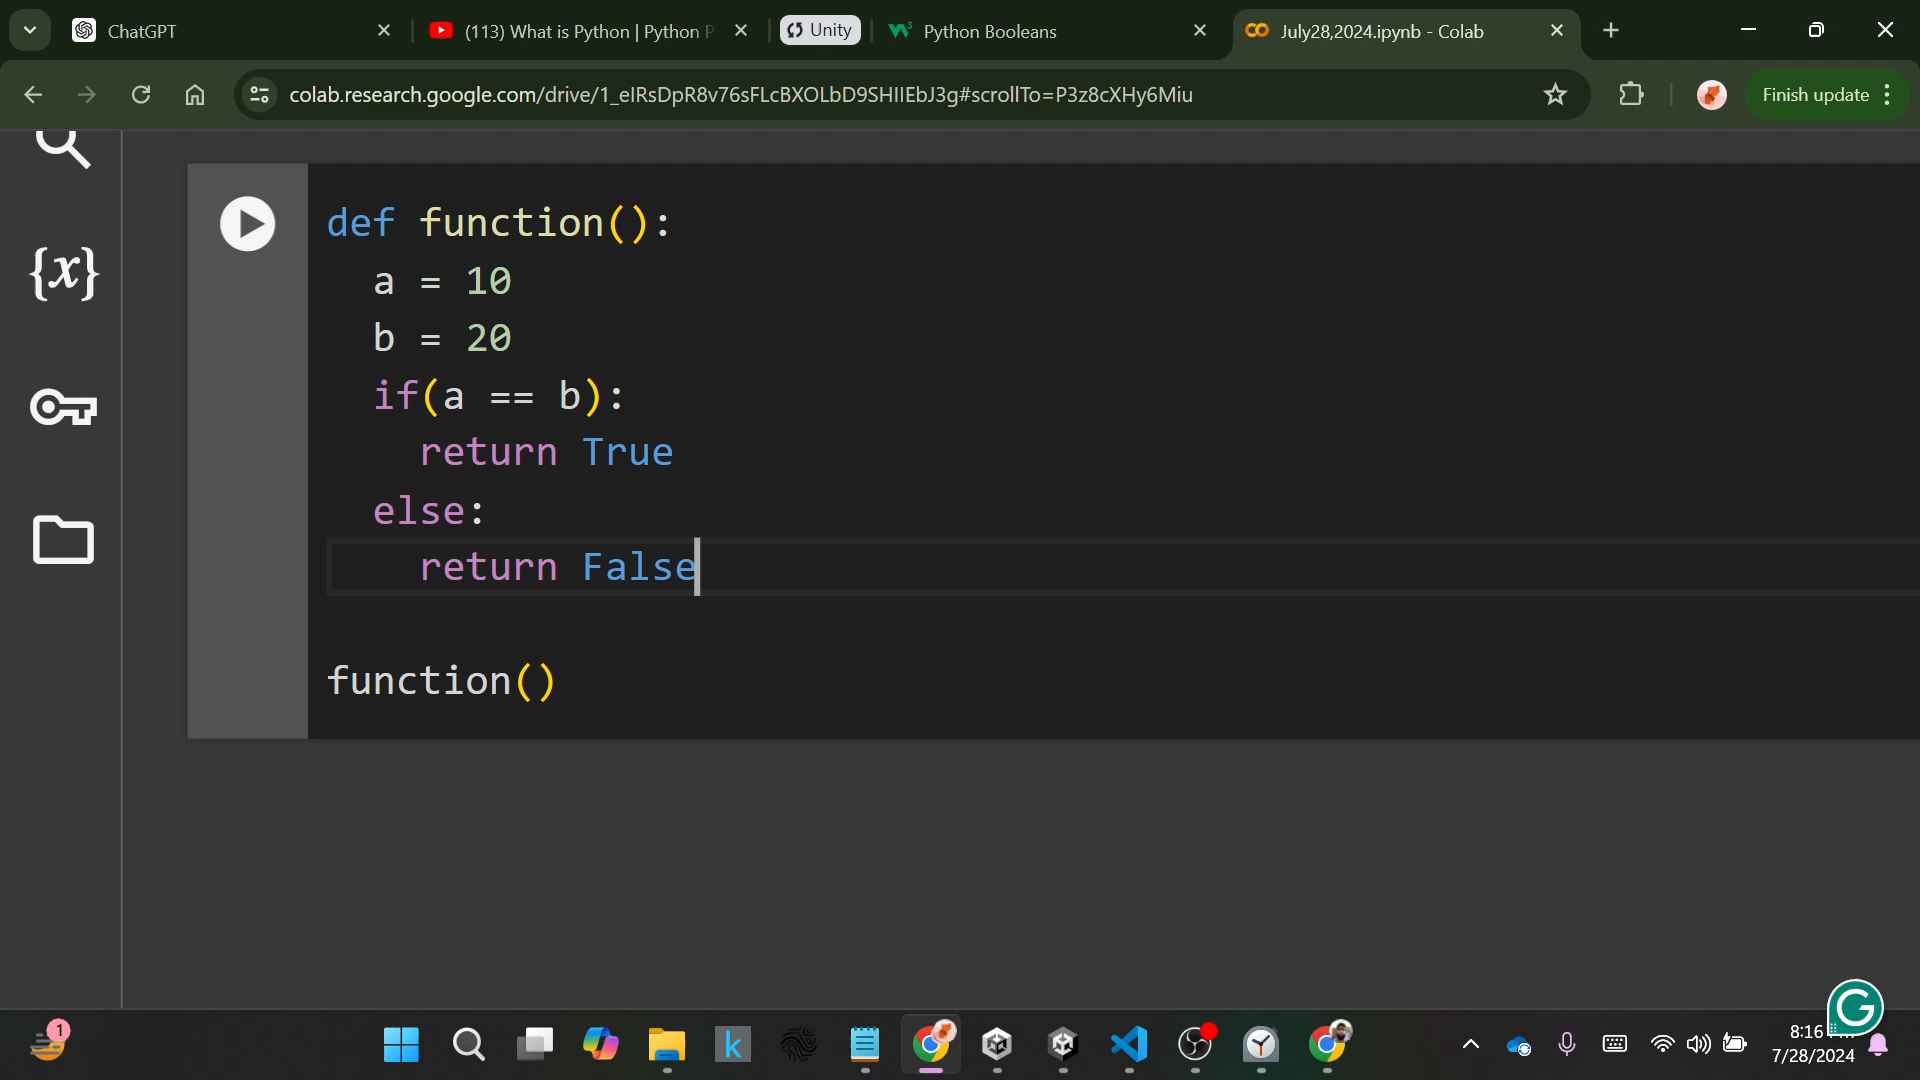 ChatGPT
(113) What is Python | Python P
Unity
Python Booleans
July28,2024.ipynb - Colab
colab.research.google.com/drive/1_eIRsDpR8v76sFLcBXOLbD9SHIIEbJ3g#scrollTo=P3z8cXHy6Miu
Finish update
{x}
def function():
a = 10
b = 20
if(a == b):
return True
else:
return False
function()
1
k
G
8:16
7/28/2024